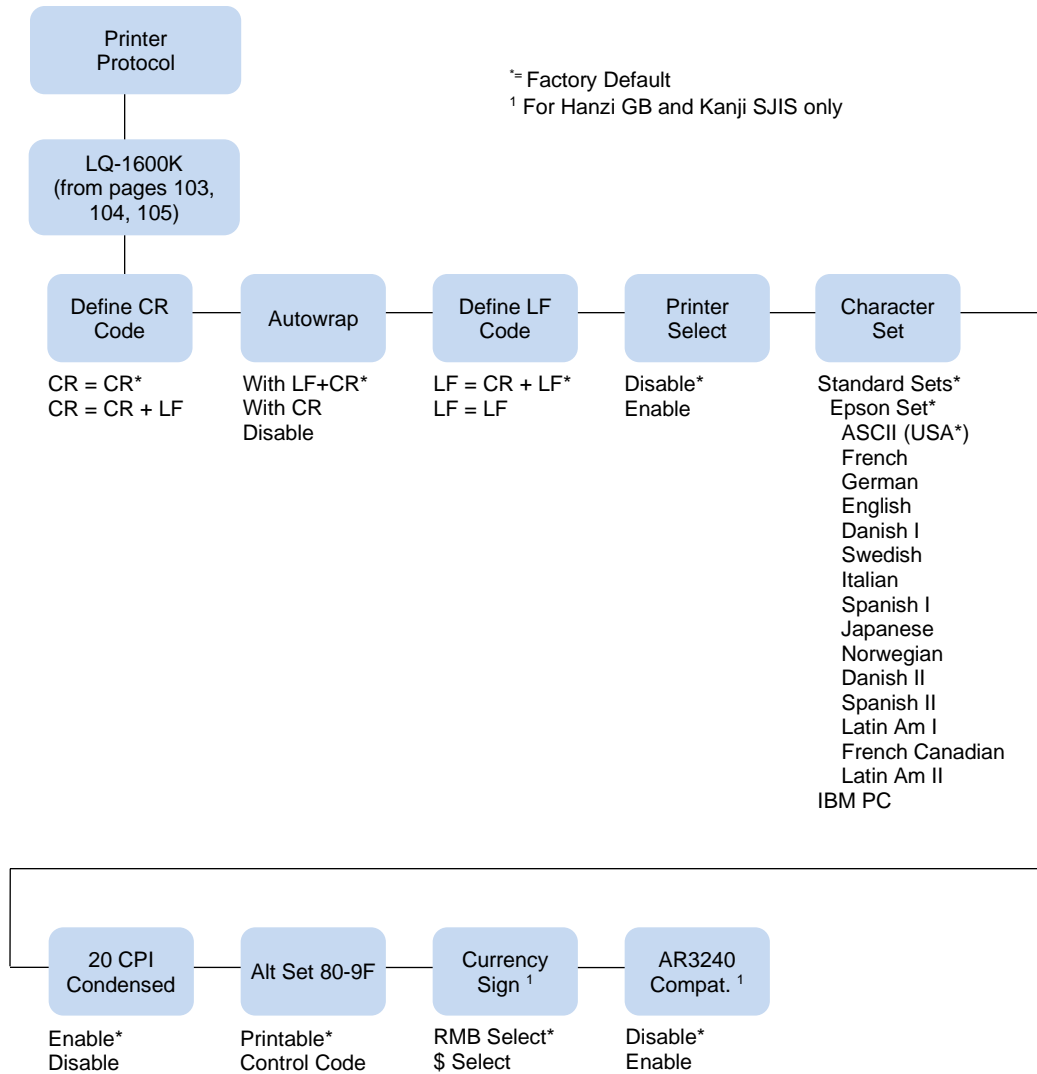 Printer
Protocol
*= Factory Default
¹ For Hanzi GB and Kanji SJIS only
LQ-1600K
(from pages 103,
104, 105)
Define CR
Code
Autowrap
Define LF
Code
Printer
Select
Character
Set
CR = CR*
CR = CR + LF
With LF+CR*
With CR
Disable
LF = CR + LF*
LF = LF
Disable*
Enable
Standard Sets*
Epson Set*
ASCII (USA*)
French
German
English
Danish I
Swedish
Italian
Spanish I
Japanese
Norwegian
Danish II
Spanish II
Latin Am I
French Canadian
Latin Am II
IBM PC
20 CPI
Condensed
Alt Set 80-9F
Currency
Sign ¹
AR3240
Compat. ¹
Enable*
Disable
Printable*
Control Code
RMB Select*
$ Select
Disable*
Enable